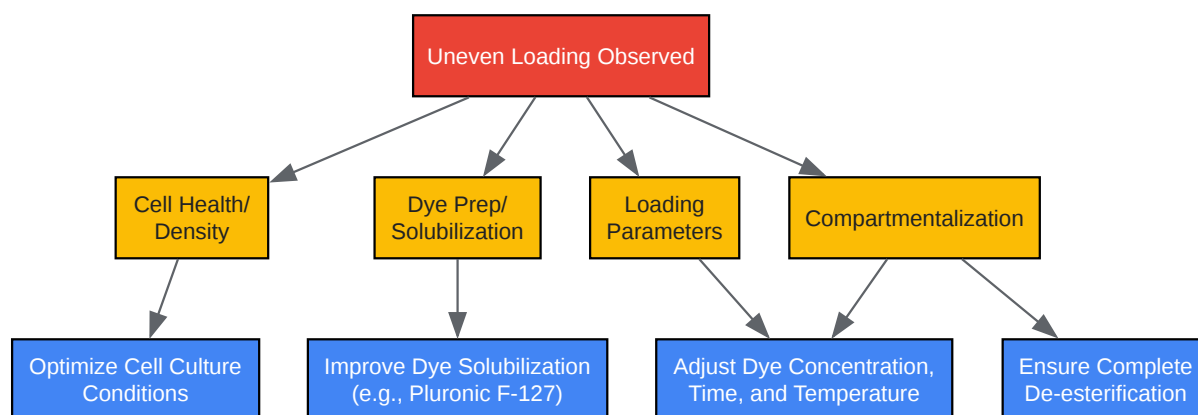 Uneven Loading Observed
Cell Health/
Density
Dye Prep/
Solubilization
Loading
Parameters
Compartmentalization
Optimize Cell Culture
Conditions
Improve Dye Solubilization
(e.g., Pluronic F-127)
Adjust Dye Concentration,
Time, and Temperature
Ensure Complete
De-esterification